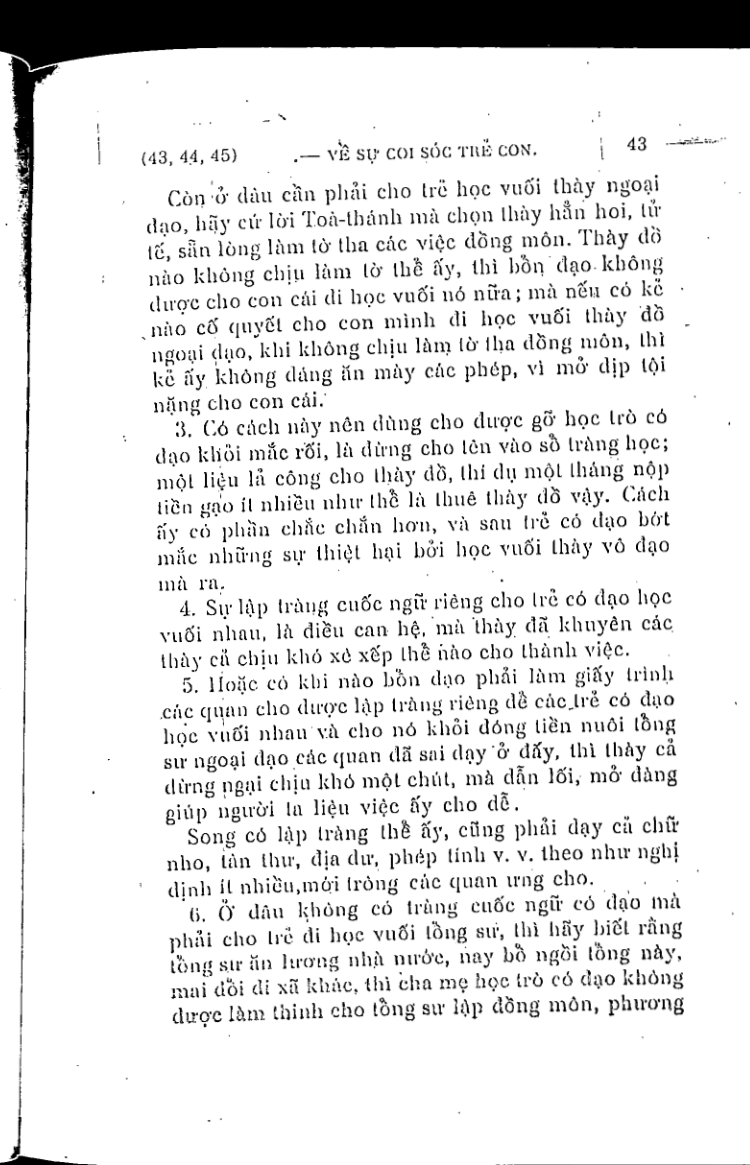 (43, 44, 45) .— VỀ SỰ COI SÓC TRẺ CON. 43
Còn ở đâu cần phải cho trẻ học vuối thày ngoại
đạo, hãy cứ lời Toà-thánh mà chọn thày hẳn hoi, tử
tế, sẵn lòng làm tờ tha các việc đồng môn. Thày đồ
nào không chịu làm tờ thể ấy, thì bổn đạo không
được cho con cái đi học vuối nó nữa; mà nếu có kẻ
nào cố quyết cho con mình đi học vuối thày đồ
ngoại đạo, khi không chịu làm tờ tha đồng môn, thì
kẻ ấy không đáng ăn mày các phép, vì mở dịp tội
nặng cho con cái.
3. Có cách này nên dùng cho được gỡ học trò có
đạo khỏi mắc rối, là đừng cho tên vào sổ tràng học;
một liệu lả công cho thày đồ, thí dụ một tháng nộp
tiền gạo ít nhiều như thể là thuê thày đồ vậy. Cách
ấy có phần chắc chắn hơn, và sau trẻ có đạo bớt
mắc những sự thiệt hại bởi học vuối thày vô đạo
mà ra.
4. Sự lập tràng cuốc ngữ riêng cho trẻ có đạo học
vuối nhau, là điều can hệ, mà thày đã khuyên các
thày cả chịu khó xẻ xếp thể nào cho thành việc.
5. Hoặc có khi nào bổn đạo phải làm giấy trình
các quan cho được lập tràng riêng để các trẻ có đạo
học vuối nhau và cho nó khỏi đóng tiền nuôi tổng
sư ngoại đạo các quan đã sai dạy ở đấy, thì thày cả
đừng ngại chịu khó một chút, mà dẫn lối, mở đàng
giúp người ta liệu việc ấy cho dễ.
Song có lập tràng thể ấy, cũng phải dạy cả chữ
nho, tân thư, địa dư, phép tính v. v. theo như nghị
định ít nhiều, mới tròng các quan ưng cho.
6. Ở đâu không có tràng cuốc ngữ có đạo mà
phải cho trẻ đi học vuối tổng sư, thì hãy biết rằng
tổng sư ăn lương nhà nước, nay bổ ngồi tổng này,
mai đổi đi xã khác, thì cha mẹ học trò có đạo không
được làm thinh cho tổng sư lập đồng môn, phương